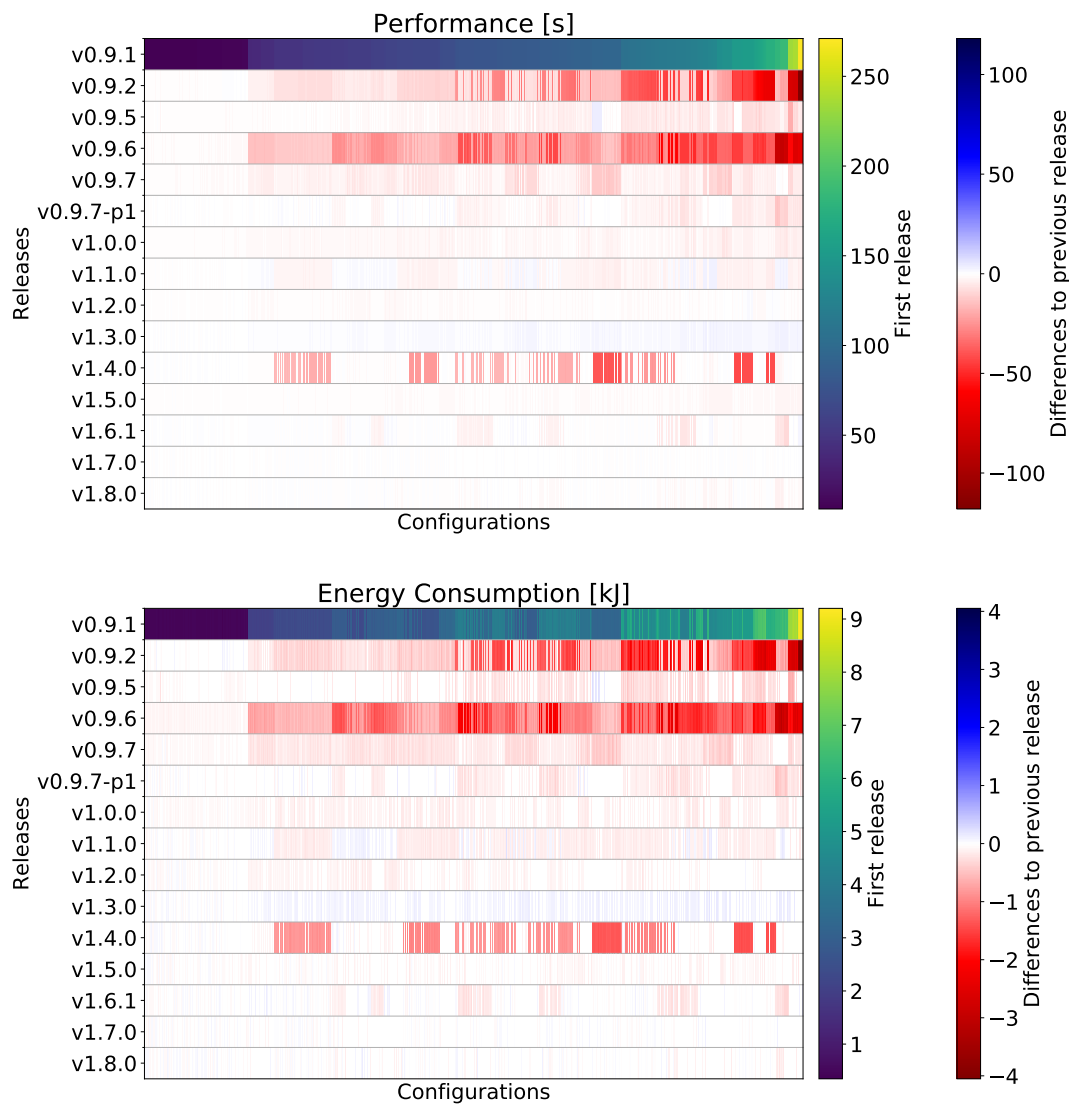 Performance [s]
v0.9.1
v0.9.2
v0.9.5
v0.9.6
v0.9.7
v0.9.7-p1
v1.0.0
v1.1.0
v1.2.0
v1.3.0
v1.4.0
v1.5.0
v1.6.1
v1.7.0
v1.8.0
Releases
Configurations
250
200
150
100
50
First release
100
50
0
−50
−100
Differences to previous release
Energy Consumption [kJ]
v0.9.1
v0.9.2
v0.9.5
v0.9.6
v0.9.7
v0.9.7-p1
v1.0.0
v1.1.0
v1.2.0
v1.3.0
v1.4.0
v1.5.0
v1.6.1
v1.7.0
v1.8.0
Releases
Configurations
9
8
7
6
5
4
3
2
1
First release
4
3
2
1
0
−1
−2
−3
−4
Differences to previous release